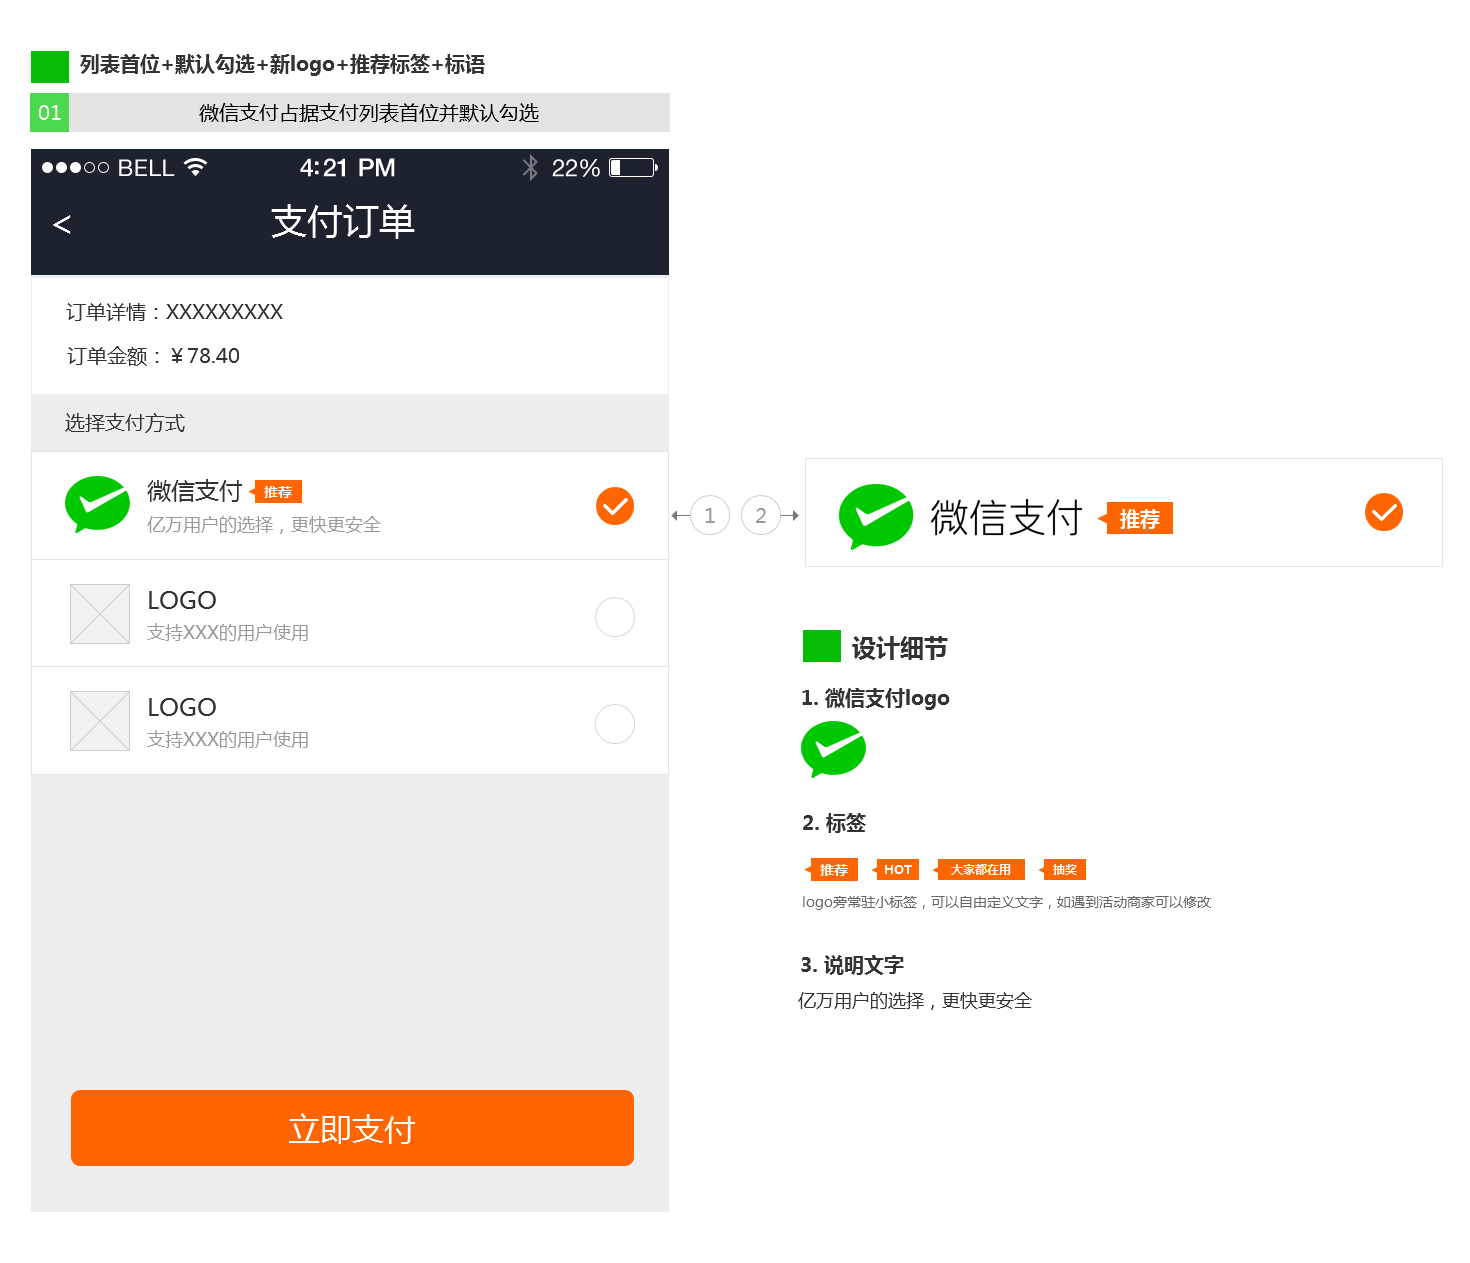 列表首位+默认勾选+新logo+推荐标签+标语
01 微信支付占据支付列表首位并默认勾选
BELL 4:21 PM 22%
< 支付订单
订单详情：XXXXXXXXX
订单金额：￥78.40
选择支付方式
微信支付 推荐
亿万用户的选择，更快更安全
LOGO
支持XXX的用户使用
LOGO
支持XXX的用户使用
立即支付
1 2
微信支付 推荐
设计细节
1. 微信支付logo
2. 标签
推荐 HOT 大家都在用 抽奖
logo旁常驻小标签，可以自由定义文字，如遇到活动商家可以修改
3. 说明文字
亿万用户的选择，更快更安全